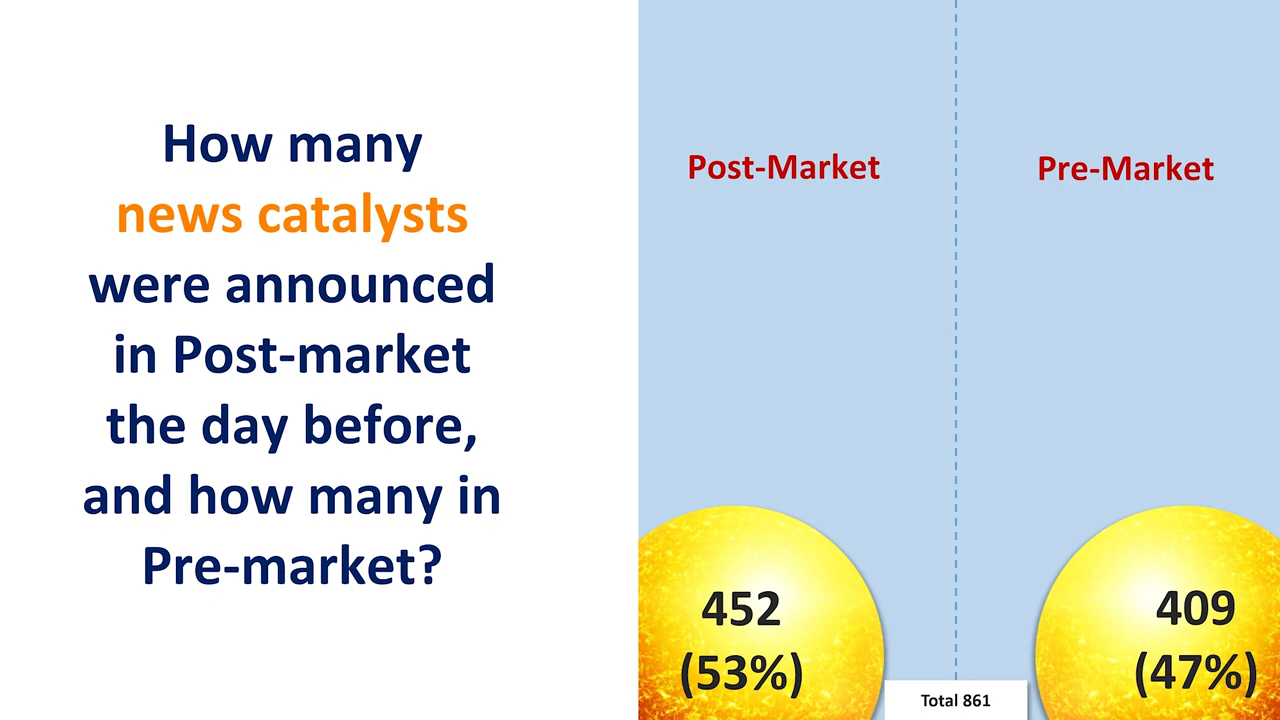 How many
news catalysts
were announced
in Post-market
the day before,
and how many in
Pre-market?
Post-Market
Pre-Market
452
(53%)
409
(47%)
Total 861